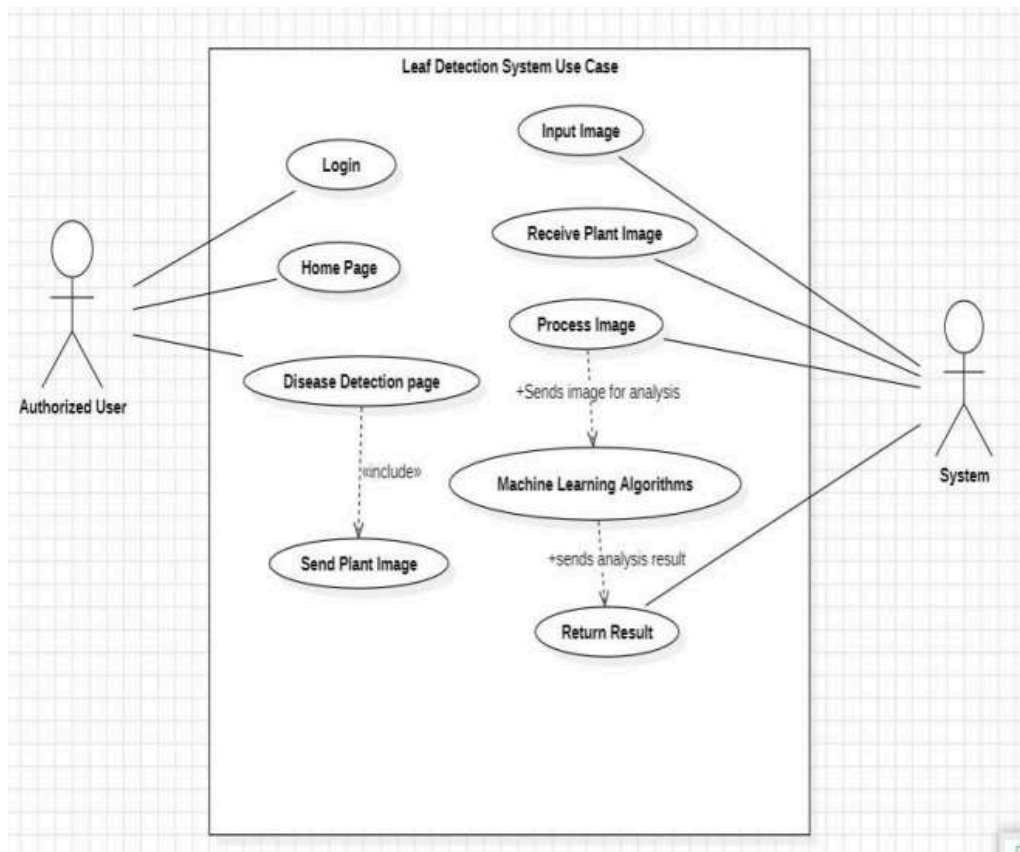 Leaf Detection System Use Case
Input Image
Login
Receive Plant Image
Home Page
Process Image
Disease Detection page
+Sends image for analysis
Authorized User
«include»
Machine Learning Algorithms
System
+sends analysis result
Send Plant Image
Return Result